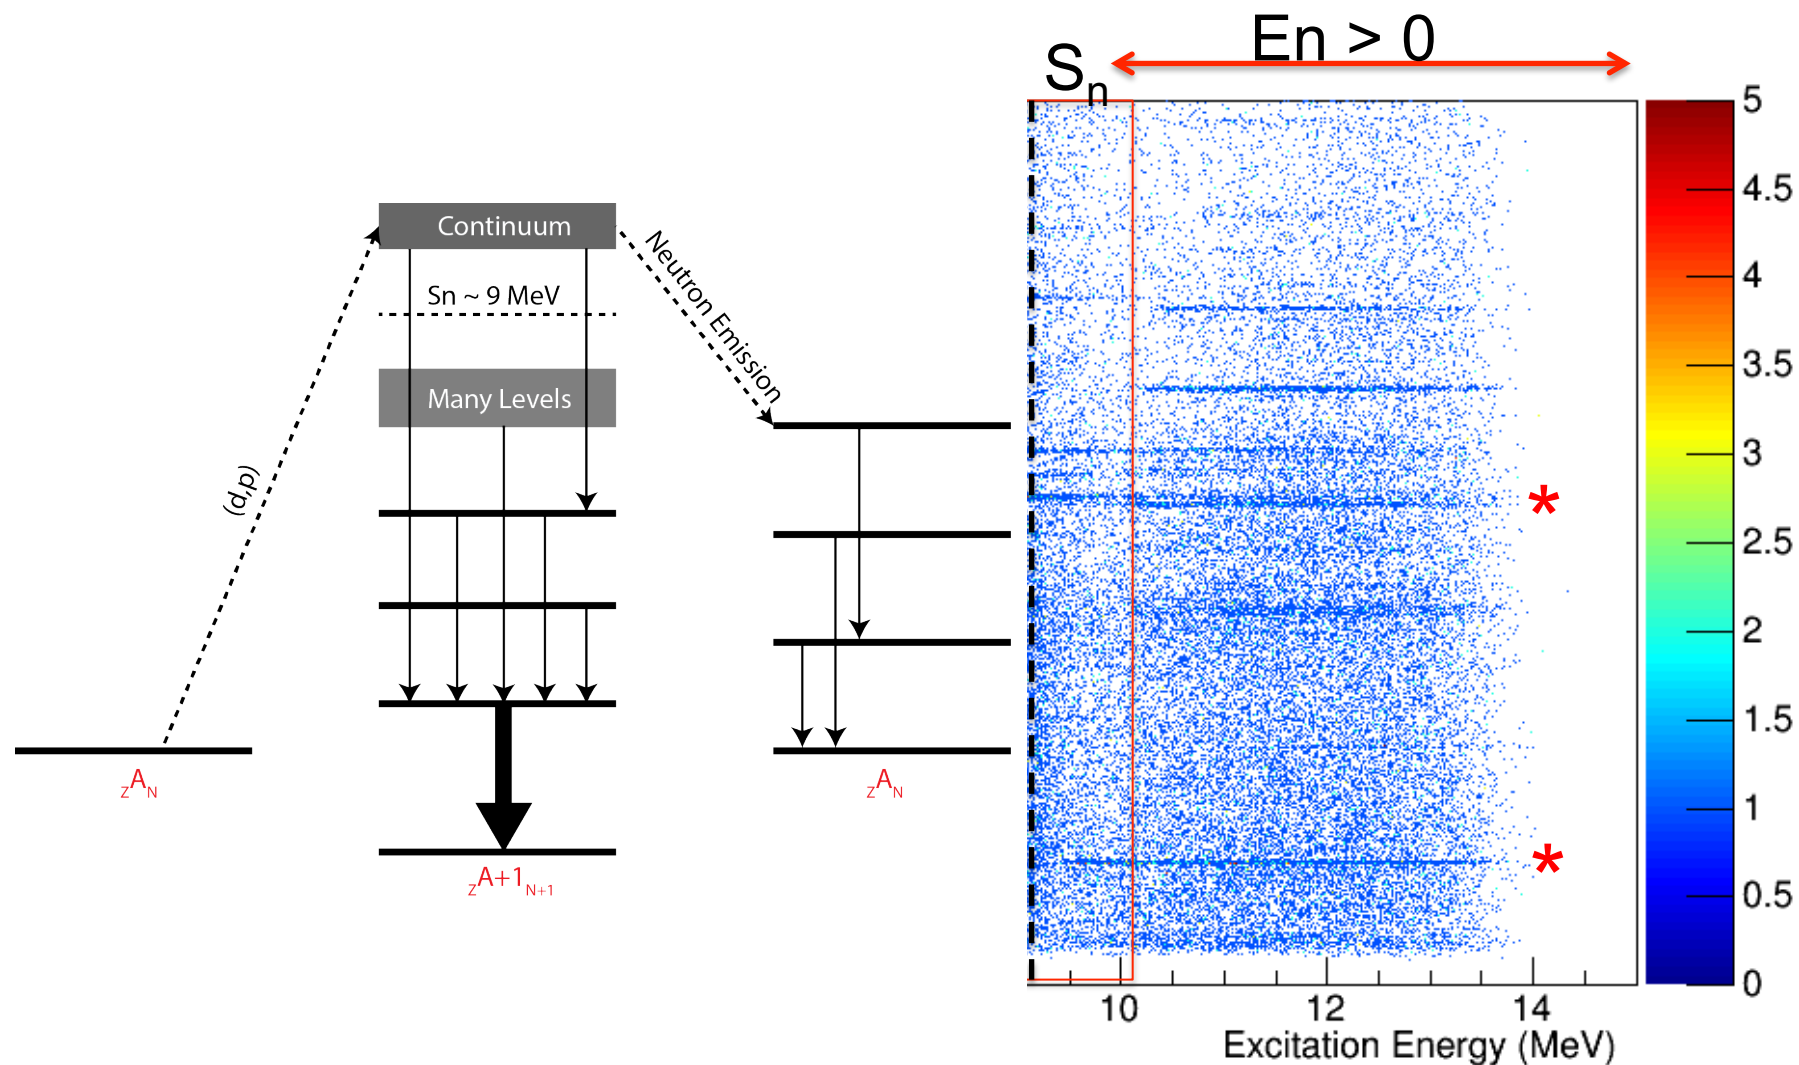 En > 0
Sn
Continuum
Sn ~ 9 MeV
Many Levels
(d,p)
Neutron Emission
ZAN
ZA+1N+1
ZAN
*
*
5
4.5
4
3.5
3
2.5
2
1.5
1
0.5
0
10 12 14
Excitation Energy (MeV)